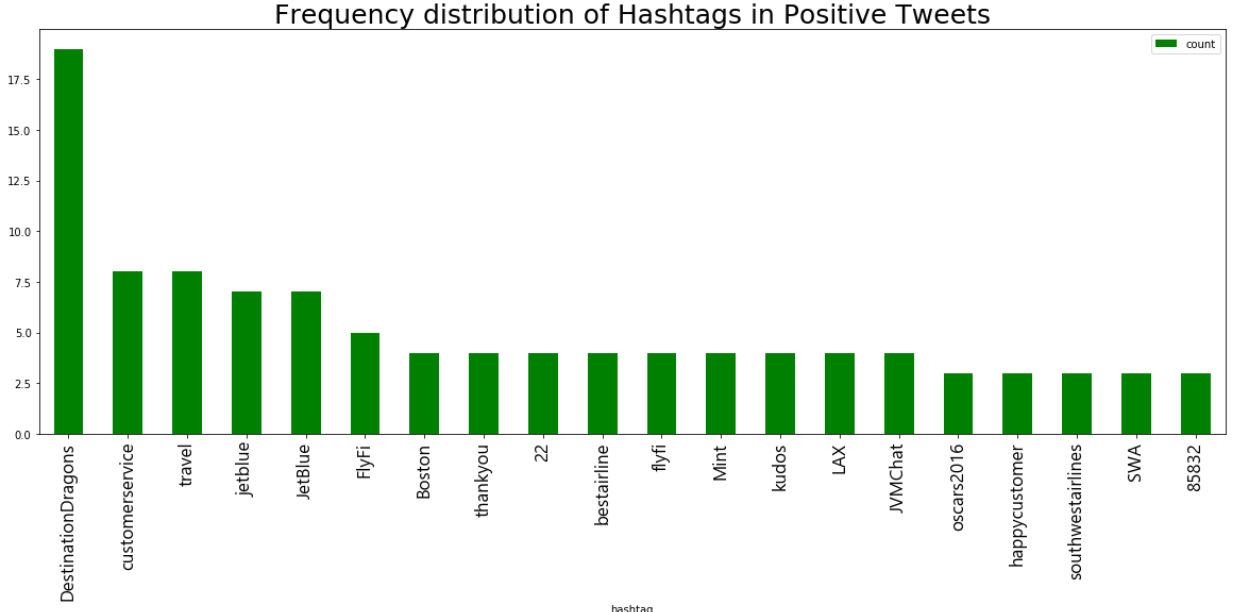 Frequency distribution of Hashtags in Positive Tweets
count
17.5
15.0
12.5
10.0
7.5
5.0
2.5
0.0
DestinationDragons
customerservice
travel
jetblue
JetBlue
FlyFi
Boston
thankyou
22
bestairline
flyfi
Mint
kudos
LAX
JVMChat
oscars2016
happycustomer
southwestairlines
SWA
85832
hashtag